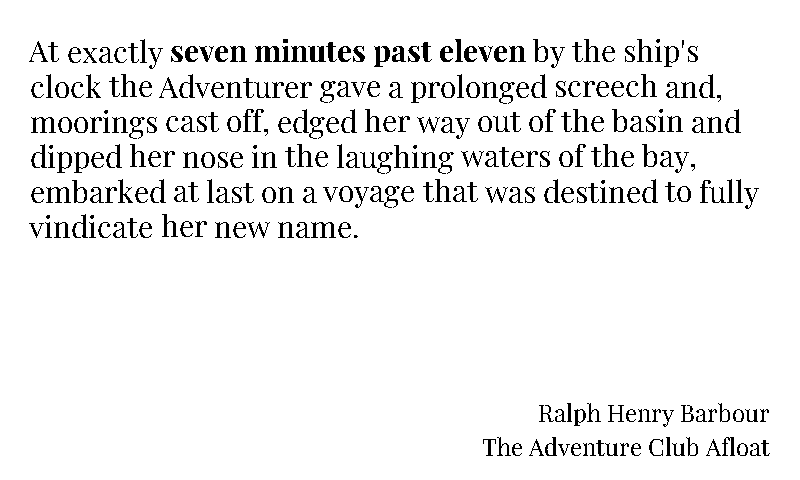 At exactly seven minutes past eleven by the ship's
clock the Adventurer gave a prolonged screech and,
moorings cast off, edged her way out of the basin and
dipped her nose in the laughing waters of the bay,
embarked at last on a voyage that was destined to fully
vindicate her new name.
Ralph Henry Barbour
The Adventure Club Afloat